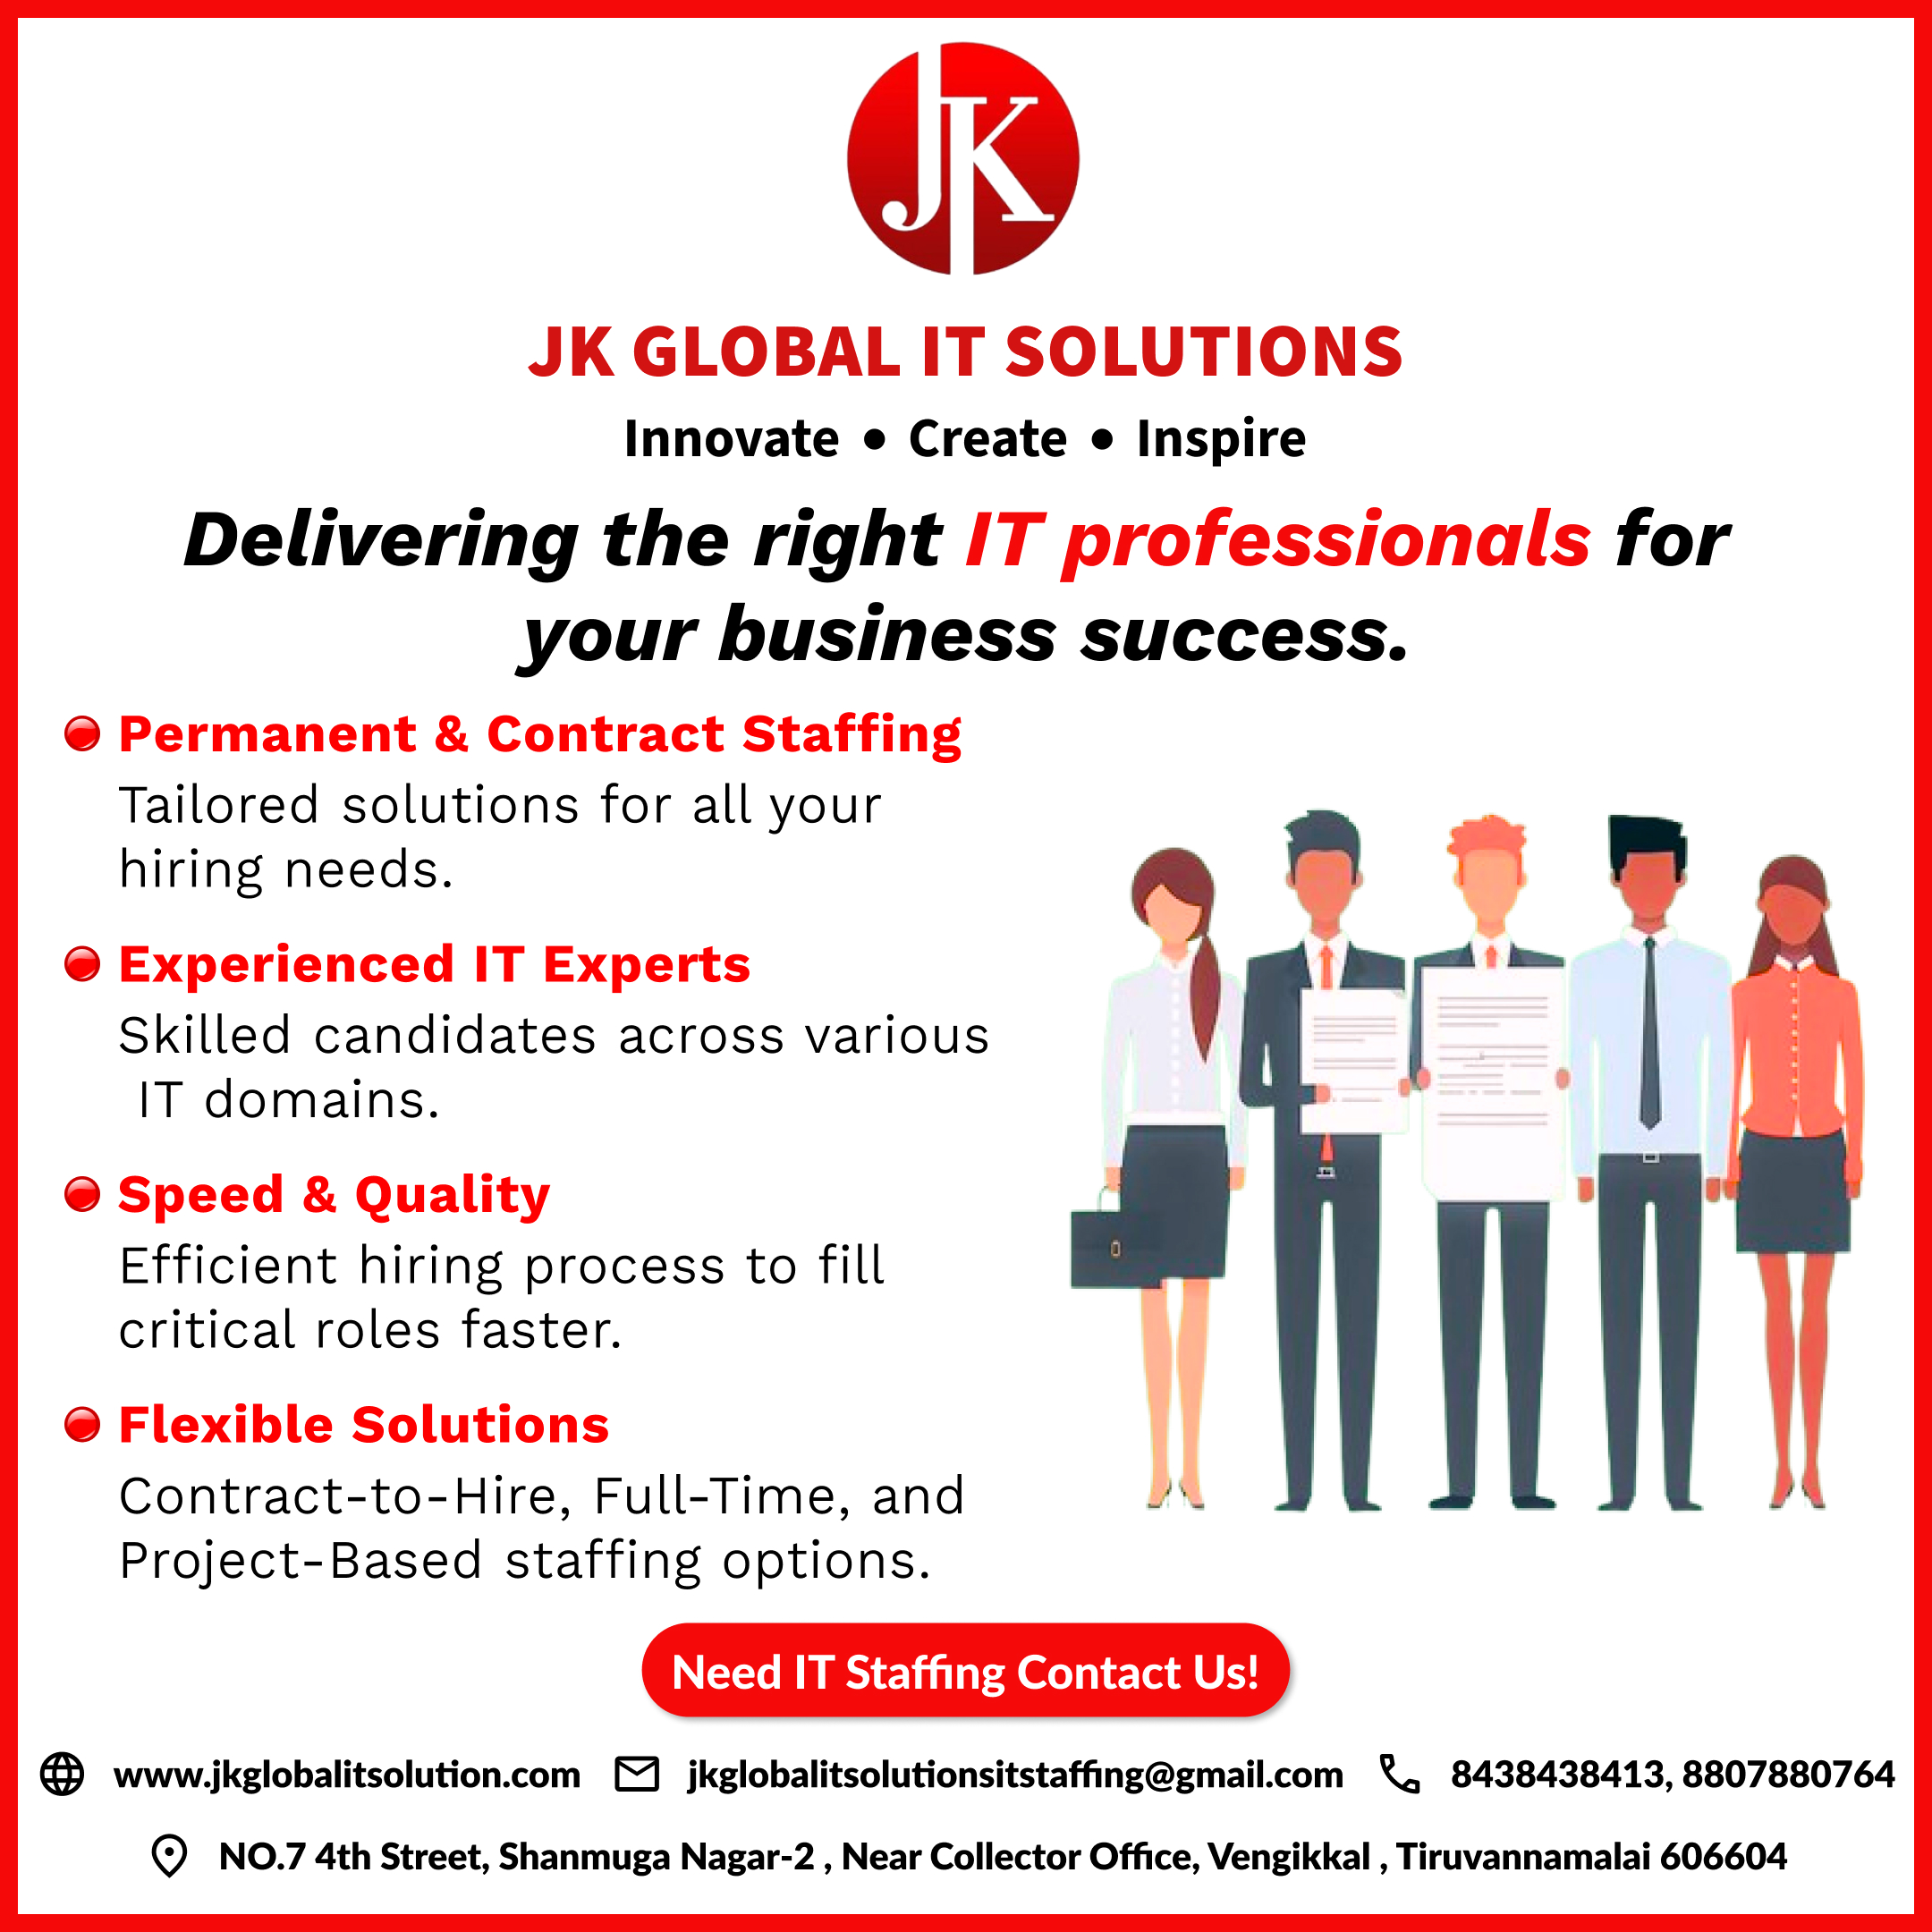 JK
JK GLOBAL IT SOLUTIONS
Innovate • Create • Inspire
Delivering the right IT professionals for
your business success.
Permanent & Contract Staffing
Tailored solutions for all your
hiring needs.
Experienced IT Experts
Skilled candidates across various
IT domains.
Speed & Quality
Efficient hiring process to fill
critical roles faster.
Flexible Solutions
Contract-to-Hire, Full-Time, and
Project-Based staffing options.
Need IT Staffing Contact Us!
www.jkglobalitsolution.com jkglobalitsolutionsitstaffing@gmail.com 8438438413, 8807880764
NO.7 4th Street, Shanmuga Nagar-2 , Near Collector Office, Vengikkal , Tiruvannamalai 606604